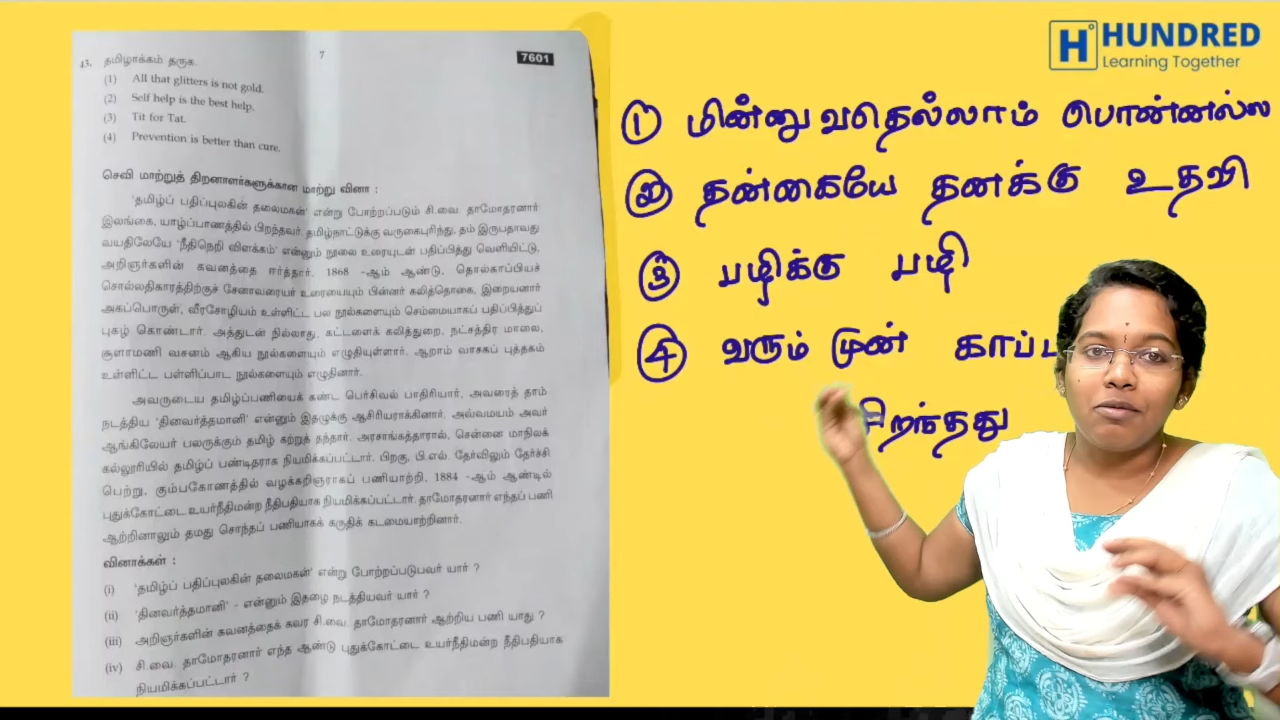 7
7601
43. தமிழாக்கம் தருக.
(1) All that glitters is not gold.
(2) Self help is the best help.
(3) Tit for Tat.
(4) Prevention is better than cure.
செவி மாற்றுத் திறனாளர்களுக்கான மாற்று வினா :
'தமிழ்ப் பதிப்புலகின் தலைமகன்' என்று போற்றப்படும் சி.வை. தாமோதரனார்
இலங்கை, யாழ்ப்பாணத்தில் பிறந்தவர். தமிழ்நாட்டுக்கு வருகைபுரிந்து, தம் இருபதாவது
வயதிலேயே 'நீதிநெறி விளக்கம்' என்னும் நூலை உரையுடன் பதிப்பித்து வெளியிட்டு,
அறிஞர்களின் கவனத்தை ஈர்த்தார். 1868 -ஆம் ஆண்டு, தொல்காப்பியச்
சொல்லதிகாரத்திற்குச் சேனாவரையர் உரையையும் பின்னர் கலித்தொகை, இறையனார்
அகப்பொருள், வீரசோழியம் உள்ளிட்ட பல நூல்களையும் செம்மையாகப் பதிப்பித்துப்
புகழ் கொண்டார். அத்துடன் நில்லாது, கட்டளைக் கலித்துறை, நட்சத்திர மாலை,
சூளாமணி வசனம் ஆகிய நூல்களையும் எழுதியுள்ளார். ஆறாம் வாசகப் புத்தகம்
உள்ளிட்ட பள்ளிப்பாட நூல்களையும் எழுதினார்.
அவருடைய தமிழ்ப்பணியைக் கண்ட பெர்சிவல் பாதிரியார், அவரைத் தாம்
நடத்திய 'தினவர்த்தமானி' என்னும் இதழுக்கு ஆசிரியராக்கினார். அவ்வமயம் அவர்
ஆங்கிலேயர் பலருக்கும் தமிழ் கற்றுத் தந்தார். அரசாங்கத்தாரால், சென்னை மாநிலக்
கல்லூரியில் தமிழ்ப் பண்டிதராக நியமிக்கப்பட்டார். பிறகு, பி.எல். தேர்விலும் தேர்ச்சி
பெற்று, கும்பகோணத்தில் வழக்கறிஞராகப் பணியாற்றி, 1884 -ஆம் ஆண்டில்
புதுக்கோட்டை உயர்நீதிமன்ற நீதிபதியாக நியமிக்கப்பட்டார். தாமோதரனார் எந்தப் பணி
ஆற்றினாலும் தமது சொந்தப் பணியாகக் கருதிக் கடமையாற்றினார்.
வினாக்கள் :
(i) 'தமிழ்ப் பதிப்புலகின் தலைமகன்' என்று போற்றப்படுபவர் யார் ?
(ii) 'தினவர்த்தமானி' - என்னும் இதழை நடத்தியவர் யார் ?
(iii) அறிஞர்களின் கவனத்தைக் கவர சி.வை. தாமோதரனார் ஆற்றிய பணி யாது ?
(iv) சி.வை. தாமோதரனார் எந்த ஆண்டு புதுக்கோட்டை உயர்நீதிமன்ற நீதிபதியாக
நியமிக்கப்பட்டார் ?
H HUNDRED
Learning Together
① மின்னுவதெல்லாம் பொன்னல்ல
② தன்கையே தனக்கு உதவி
③ பழிக்கு பழி
④ வரும் முன்
சிறந்தது